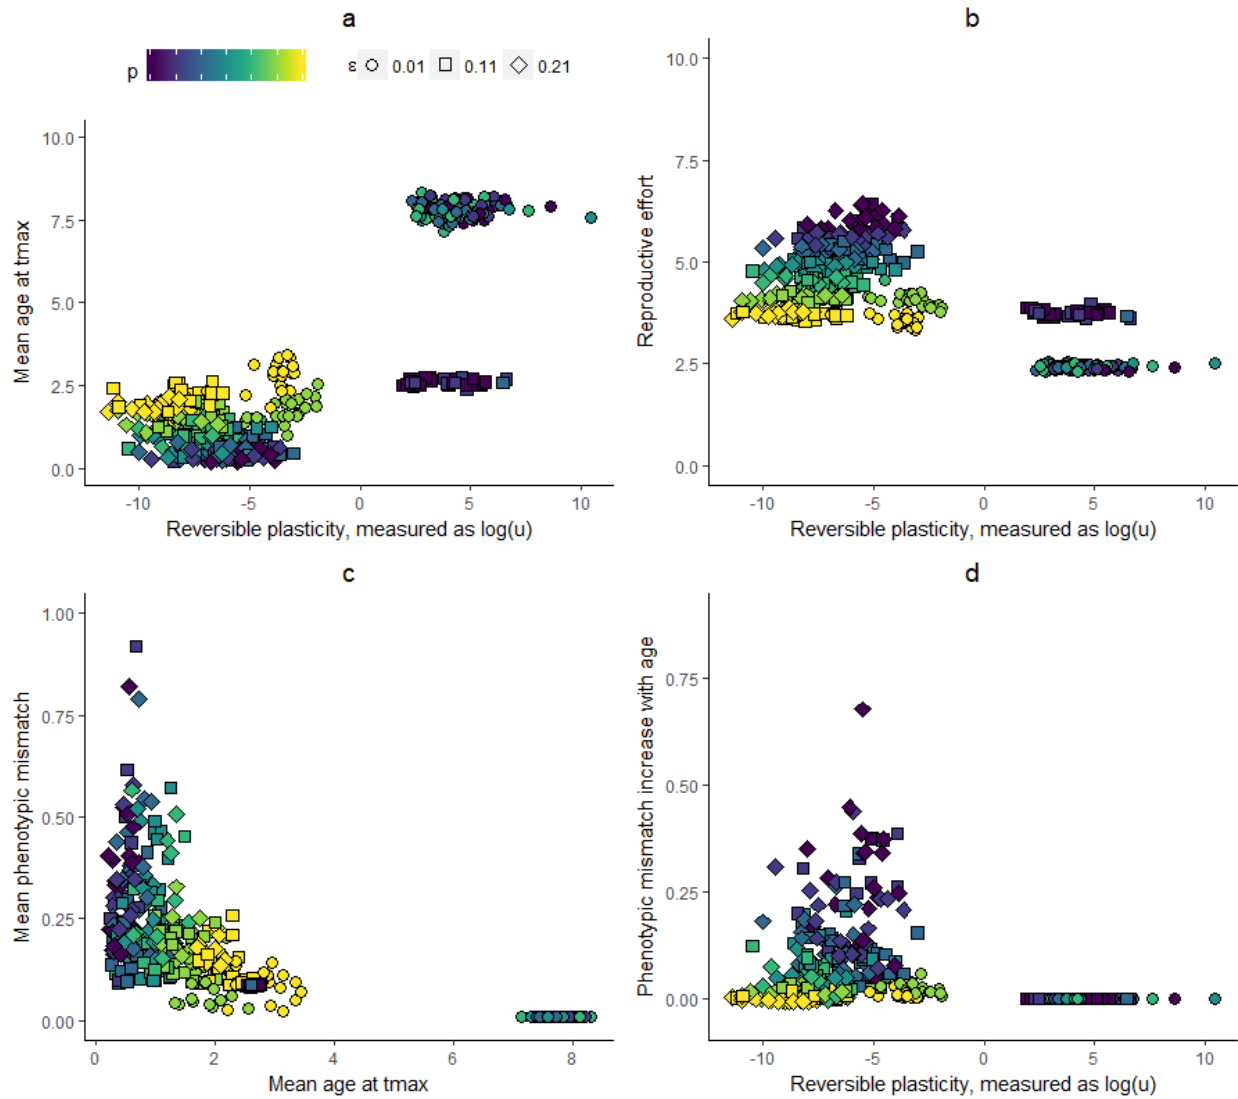 a
p
ε 0.01 0.11 0.21
Mean age at tmax
10.0
7.5
5.0
2.5
0.0
-10 -5 0 5 10
Reversible plasticity, measured as log(u)
b
Reproductive effort
10.0
7.5
5.0
2.5
0.0
-10 -5 0 5 10
Reversible plasticity, measured as log(u)
c
Mean phenotypic mismatch
1.00
0.75
0.50
0.25
0.00
0 2 4 6 8
Mean age at tmax
d
Phenotypic mismatch increase with age
0.75
0.50
0.25
0.00
-10 -5 0 5 10
Reversible plasticity, measured as log(u)